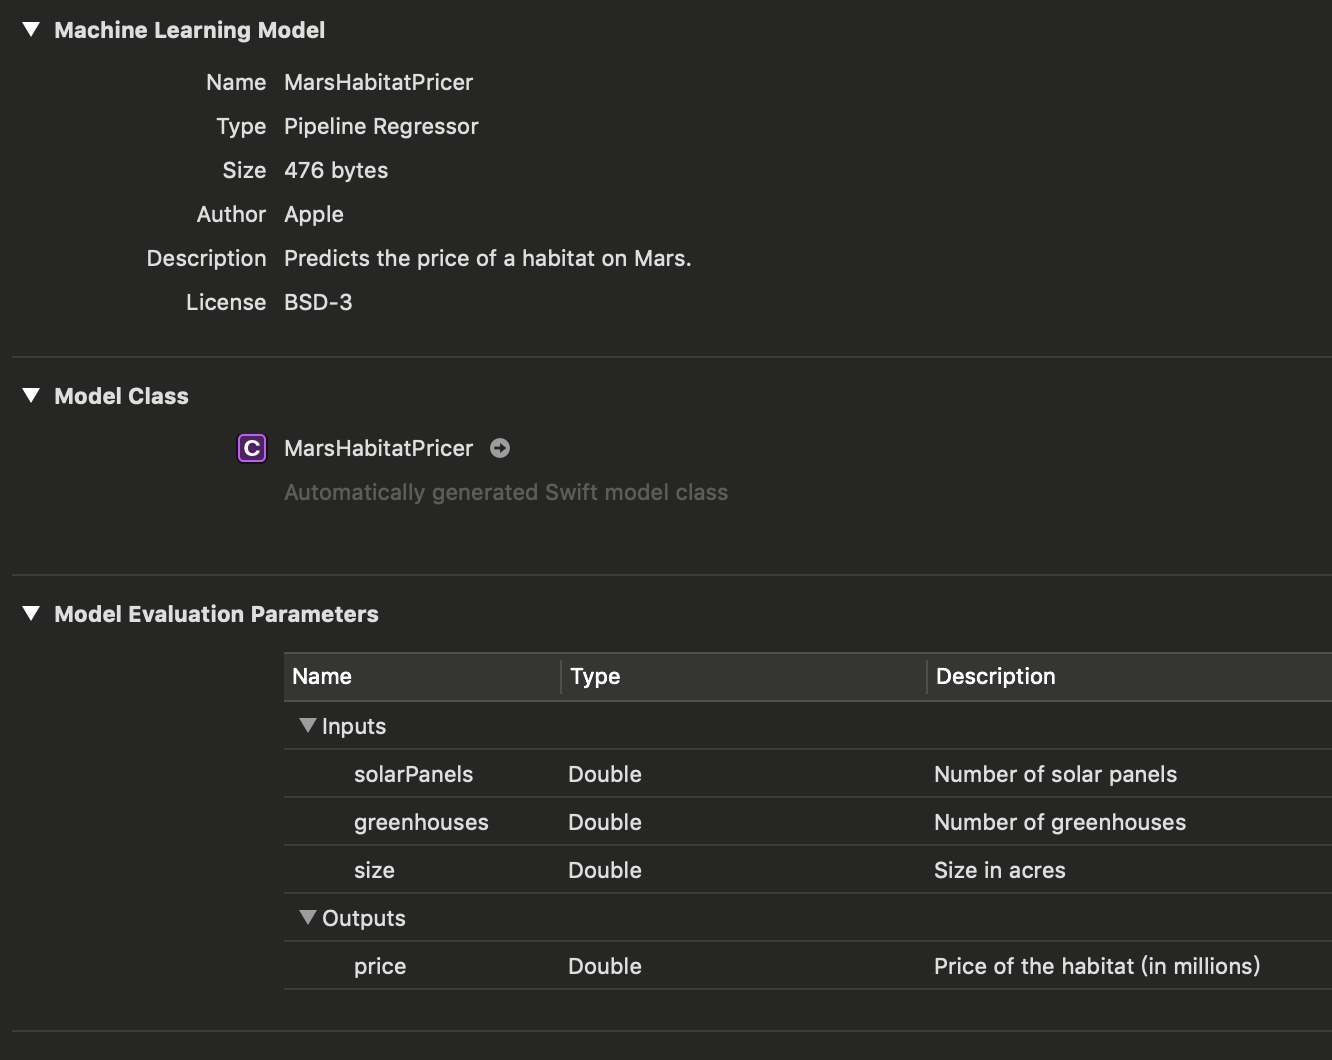 Machine Learning Model
Name MarsHabitatPricer
Type Pipeline Regressor
Size 476 bytes
Author Apple
Description Predicts the price of a habitat on Mars.
License BSD-3
Model Class
C MarsHabitatPricer
Automatically generated Swift model class
Model Evaluation Parameters
Name Type Description
Inputs
solarPanels Double Number of solar panels
greenhouses Double Number of greenhouses
size Double Size in acres
Outputs
price Double Price of the habitat (in millions)